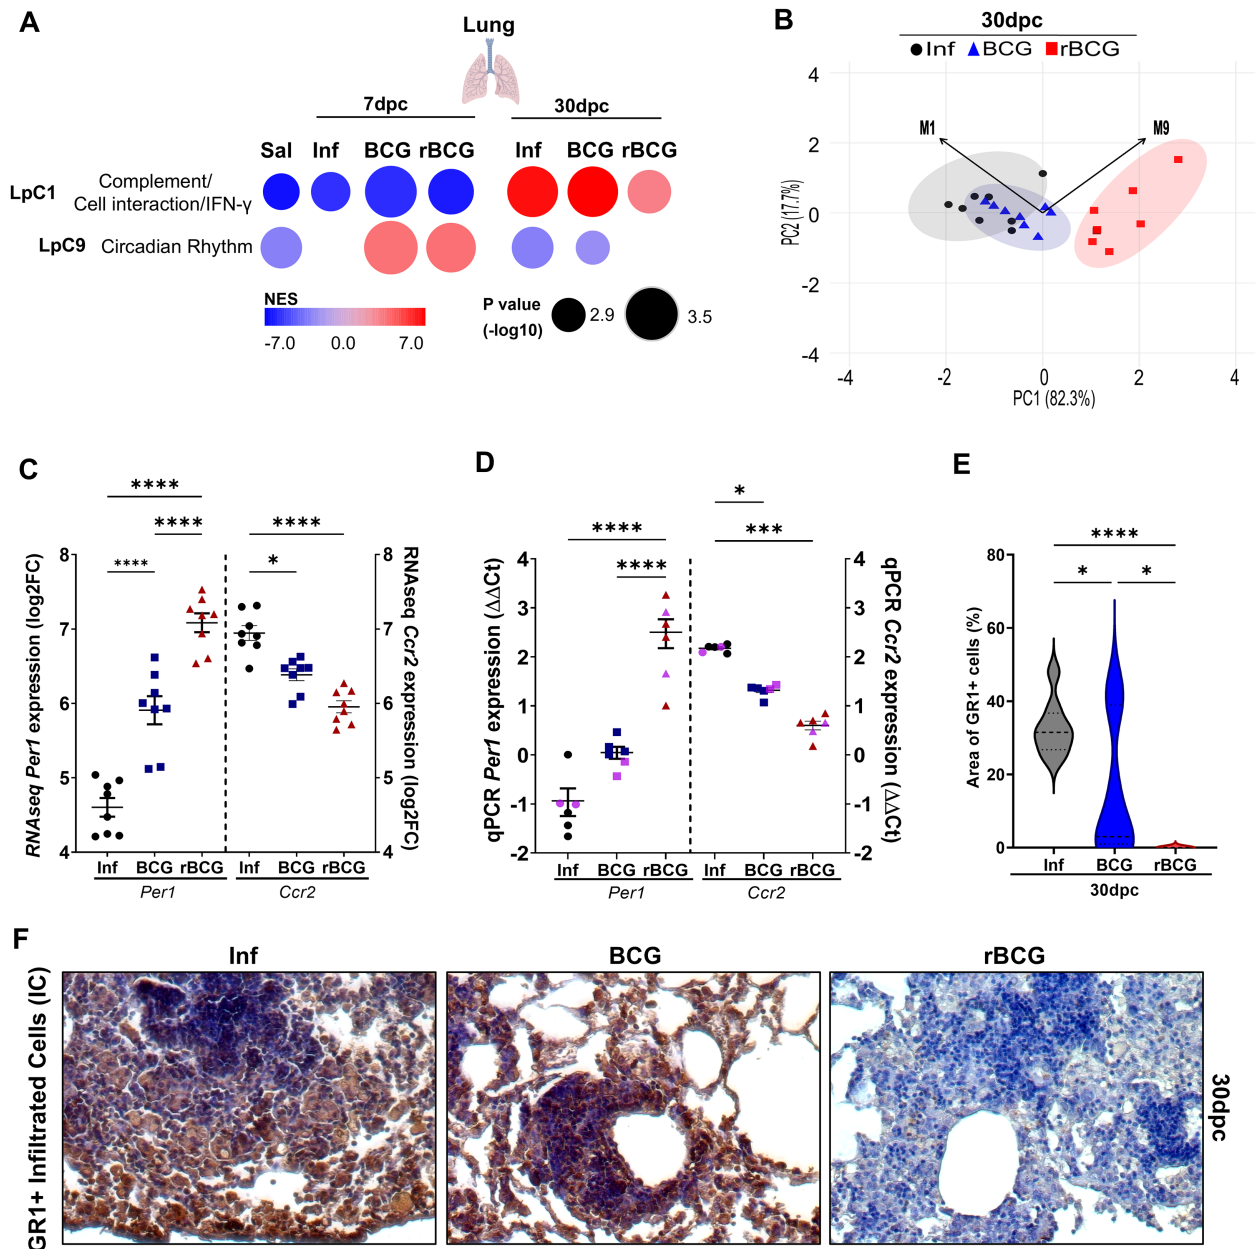 A
Lung
7dpc
30dpc
Sal Inf BCG rBCG Inf BCG rBCG
LpC1 Complement/
Cell interaction/IFN-γ
LpC9 Circadian Rhythm
NES
-7.0 0.0 7.0
P value
(-log10)
2.9
3.5
B
30dpc
Inf BCG rBCG
M1
M9
4
2
0
-2
-4
PC2 (17.7%)
-4 -2 0 2 4
PC1 (82.3%)
C
****
****
****
****
*
RNAseq Per1 expression (log2FC)
8
7
6
5
4
8
7
6
5
4
RNAseq Ccr2 expression (log2FC)
Inf BCG rBCG Inf BCG rBCG
Per1 Ccr2
D
*
****
***
****
qPCR Per1 expression (ΔΔCt)
4
3
2
1
0
-1
-2
4
3
2
1
0
-1
-2
qPCR Ccr2 expression (ΔΔCt)
Inf BCG rBCG Inf BCG rBCG
Per1 Ccr2
E
****
*
*
Area of GR1+ cells (%)
80
60
40
20
0
Inf BCG rBCG
30dpc
F
Inf BCG rBCG
GR1+ Infiltrated Cells (IC)
30dpc